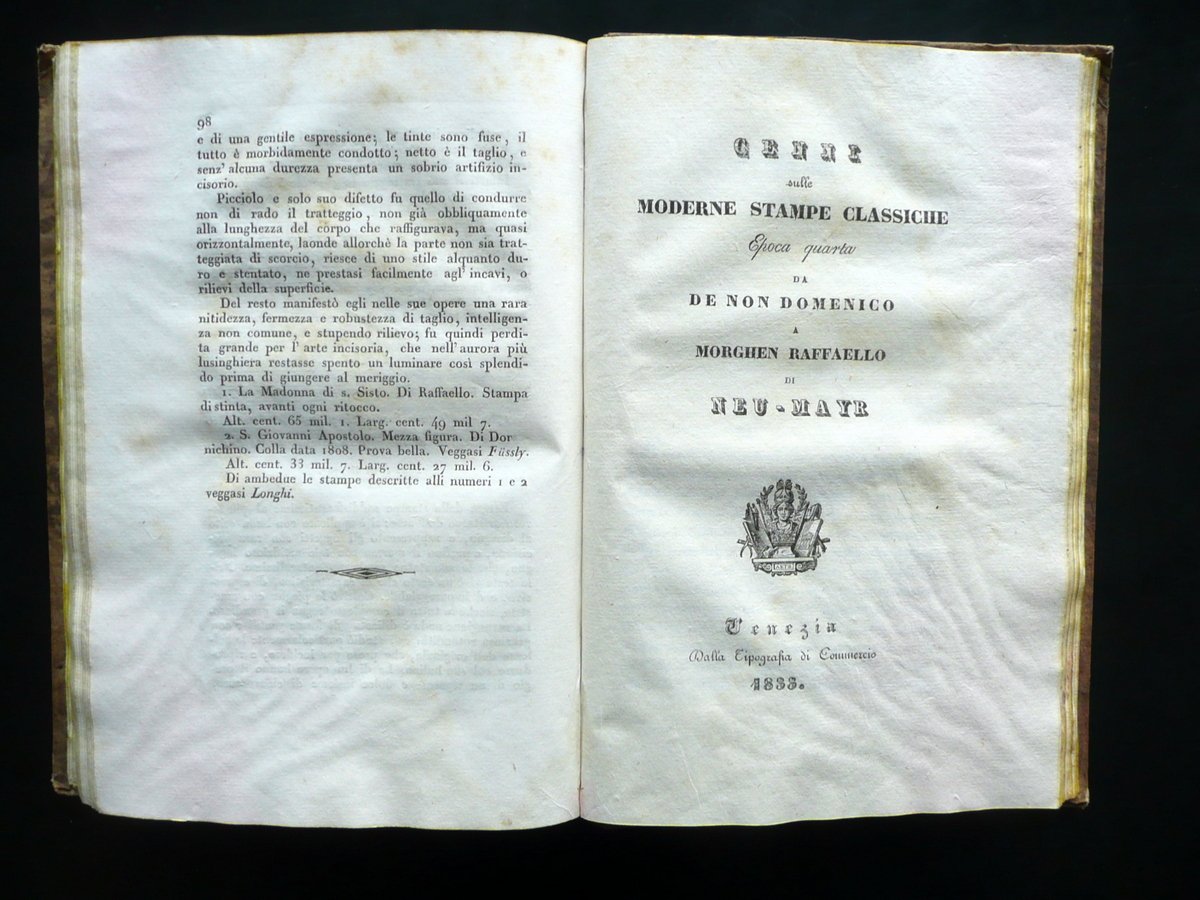 98
e di una gentile espressione; le tinte sono fuse, il
tutto è morbidamente condotto; netto è il taglio, e
senz' alcuna durezza presenta un sobrio artifizio in-
cisorio.
Picciolo e solo suo difetto fu quello di condurre
non di rado il tratteggio, non già obbliquamente
alla lunghezza del corpo che raffigurava, ma quasi
orizzontalmente, laonde allorchè la parte non sia trat-
teggiata di scorcio, riesce di uno stile alquanto du-
ro e stentato, ne prestasi facilmente agl' incavi, o
rilievi della superficie.
Del resto manifestò egli nelle sue opere una rara
nitidezza, fermezza e robustezza di taglio, intelligen-
za non comune, e stupendo rilievo; fu quindi perdi-
ta grande per l' arte incisoria, che nell' aurora più
lusinghiera restasse spento un luminare così splendi-
do prima di giungere al meriggio.
1. La Madonna di s. Sisto. Di Raffaello. Stampa
distinta, avanti ogni ritocco.
Alt. cent. 65 mil. 1. Larg. cent. 49 mil 7.
2. S. Giovanni Apostolo. Mezza figura. Di Dor
nichino. Colla data 1808. Prova bella. Veggasi Füssly.
Alt. cent. 33 mil. 7. Larg. cent. 27 mil. 6.
Di ambedue le stampe descritte alli numeri 1 e 2
veggasi Longhi.
CENNI
sulle
MODERNE STAMPE CLASSICHE
Epoca quarta
DA
DE NON DOMENICO
A
MORGHEN RAFFAELLO
DI
NEU-MAYR
Venezia
Dalla Tipografia di Commercio
1833.